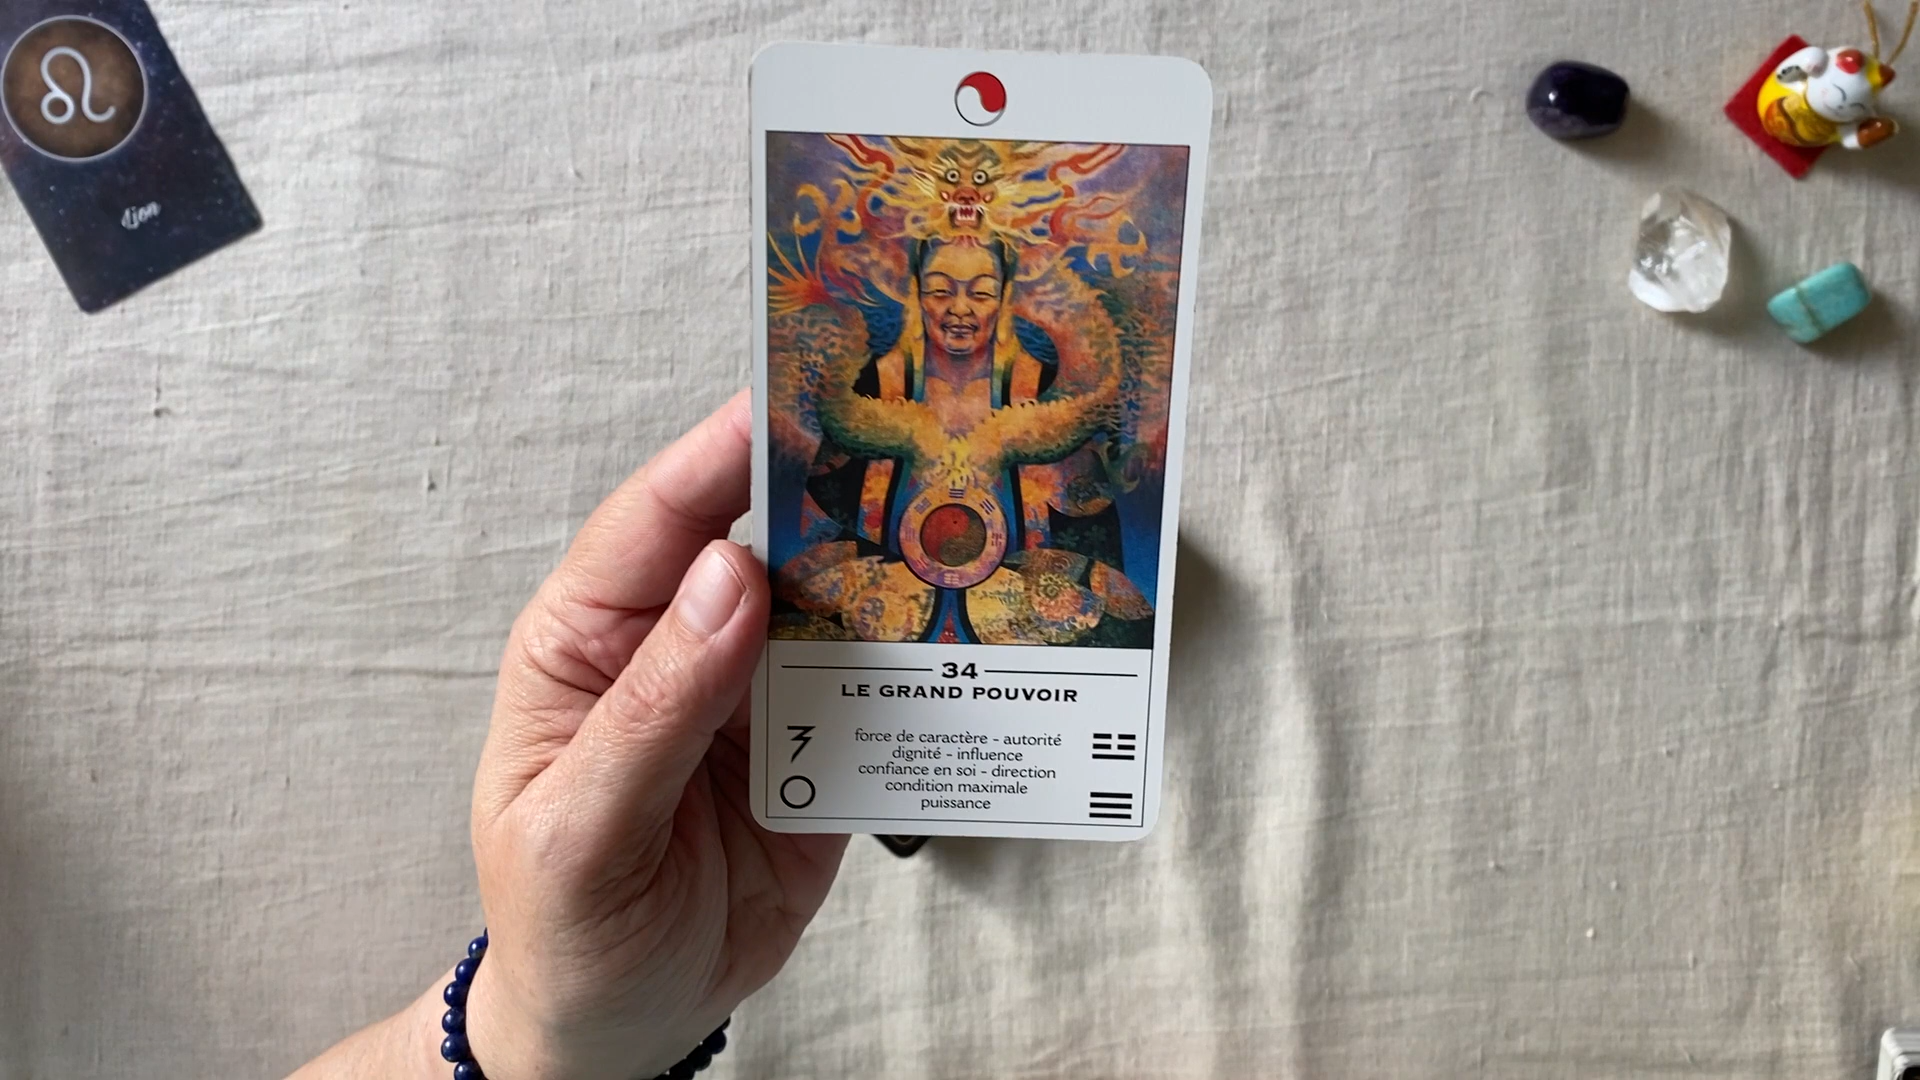 Lion
34
LE GRAND POUVOIR
force de caractère - autorité
dignité - influence
confiance en soi - direction
condition maximale
puissance